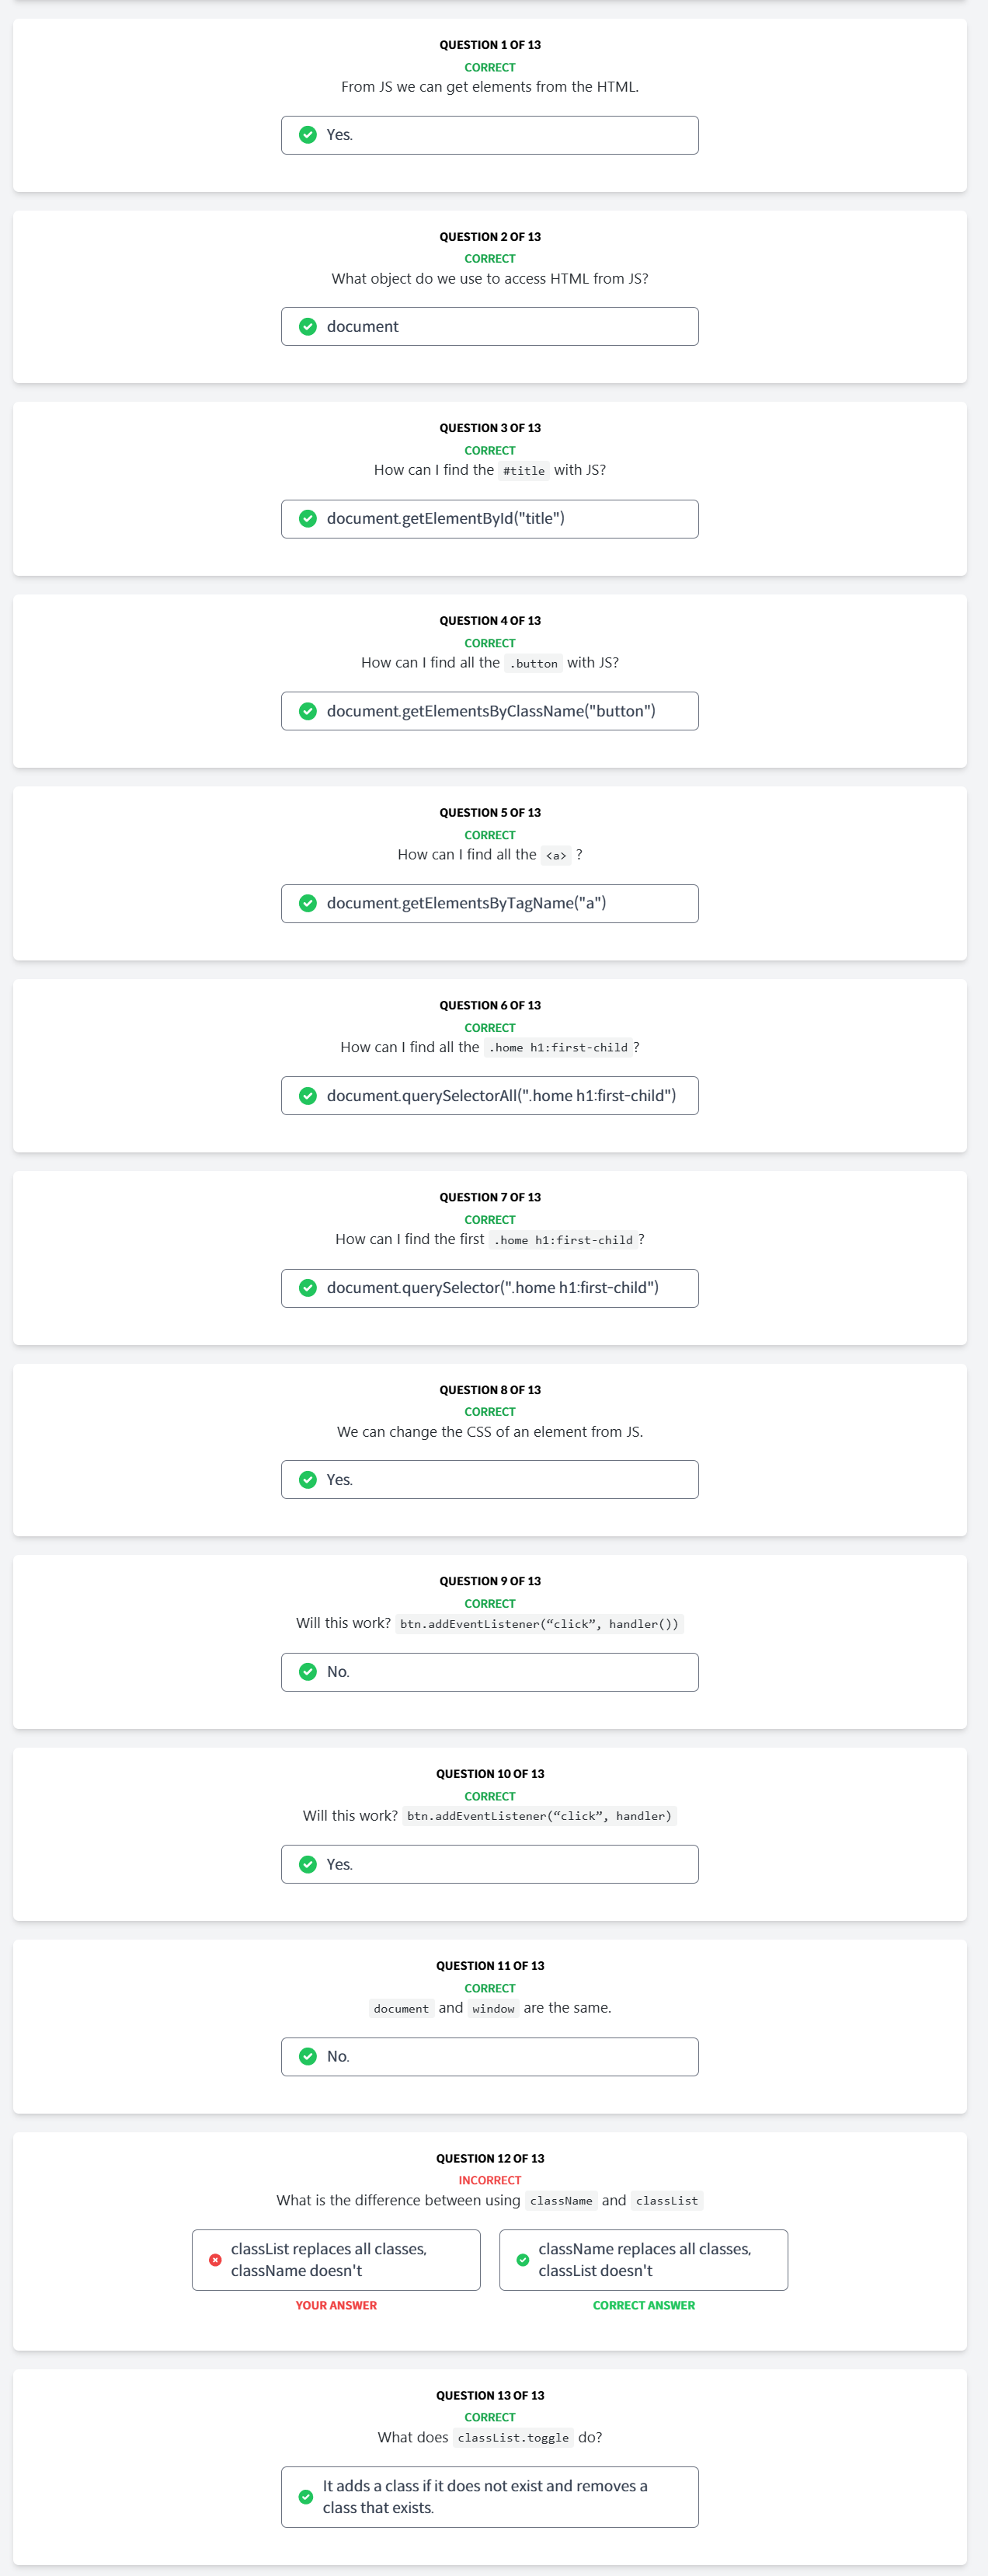 QUESTION 1 OF 13
CORRECT
From JS we can get elements from the HTML.
Yes.
QUESTION 2 OF 13
CORRECT
What object do we use to access HTML from JS?
document
QUESTION 3 OF 13
CORRECT
How can I find the #title with JS?
document.getElementById("title")
QUESTION 4 OF 13
CORRECT
How can I find all the .button with JS?
document.getElementsByClassName("button")
QUESTION 5 OF 13
CORRECT
How can I find all the <a> ?
document.getElementsByTagName("a")
QUESTION 6 OF 13
CORRECT
How can I find all the .home h1:first-child?
document.querySelectorAll(".home h1:first-child")
QUESTION 7 OF 13
CORRECT
How can I find the first .home h1:first-child?
document.querySelector(".home h1:first-child")
QUESTION 8 OF 13
CORRECT
We can change the CSS of an element from JS.
Yes.
QUESTION 9 OF 13
CORRECT
Will this work? btn.addEventListener(“click”, handler())
No.
QUESTION 10 OF 13
CORRECT
Will this work? btn.addEventListener(“click”, handler)
Yes.
QUESTION 11 OF 13
CORRECT
document and window are the same.
No.
QUESTION 12 OF 13
INCORRECT
What is the difference between using className and classList
classList replaces all classes,
className doesn't
YOUR ANSWER
className replaces all classes,
classList doesn't
CORRECT ANSWER
QUESTION 13 OF 13
CORRECT
What does classList.toggle do?
It adds a class if it does not exist and removes a
class that exists.